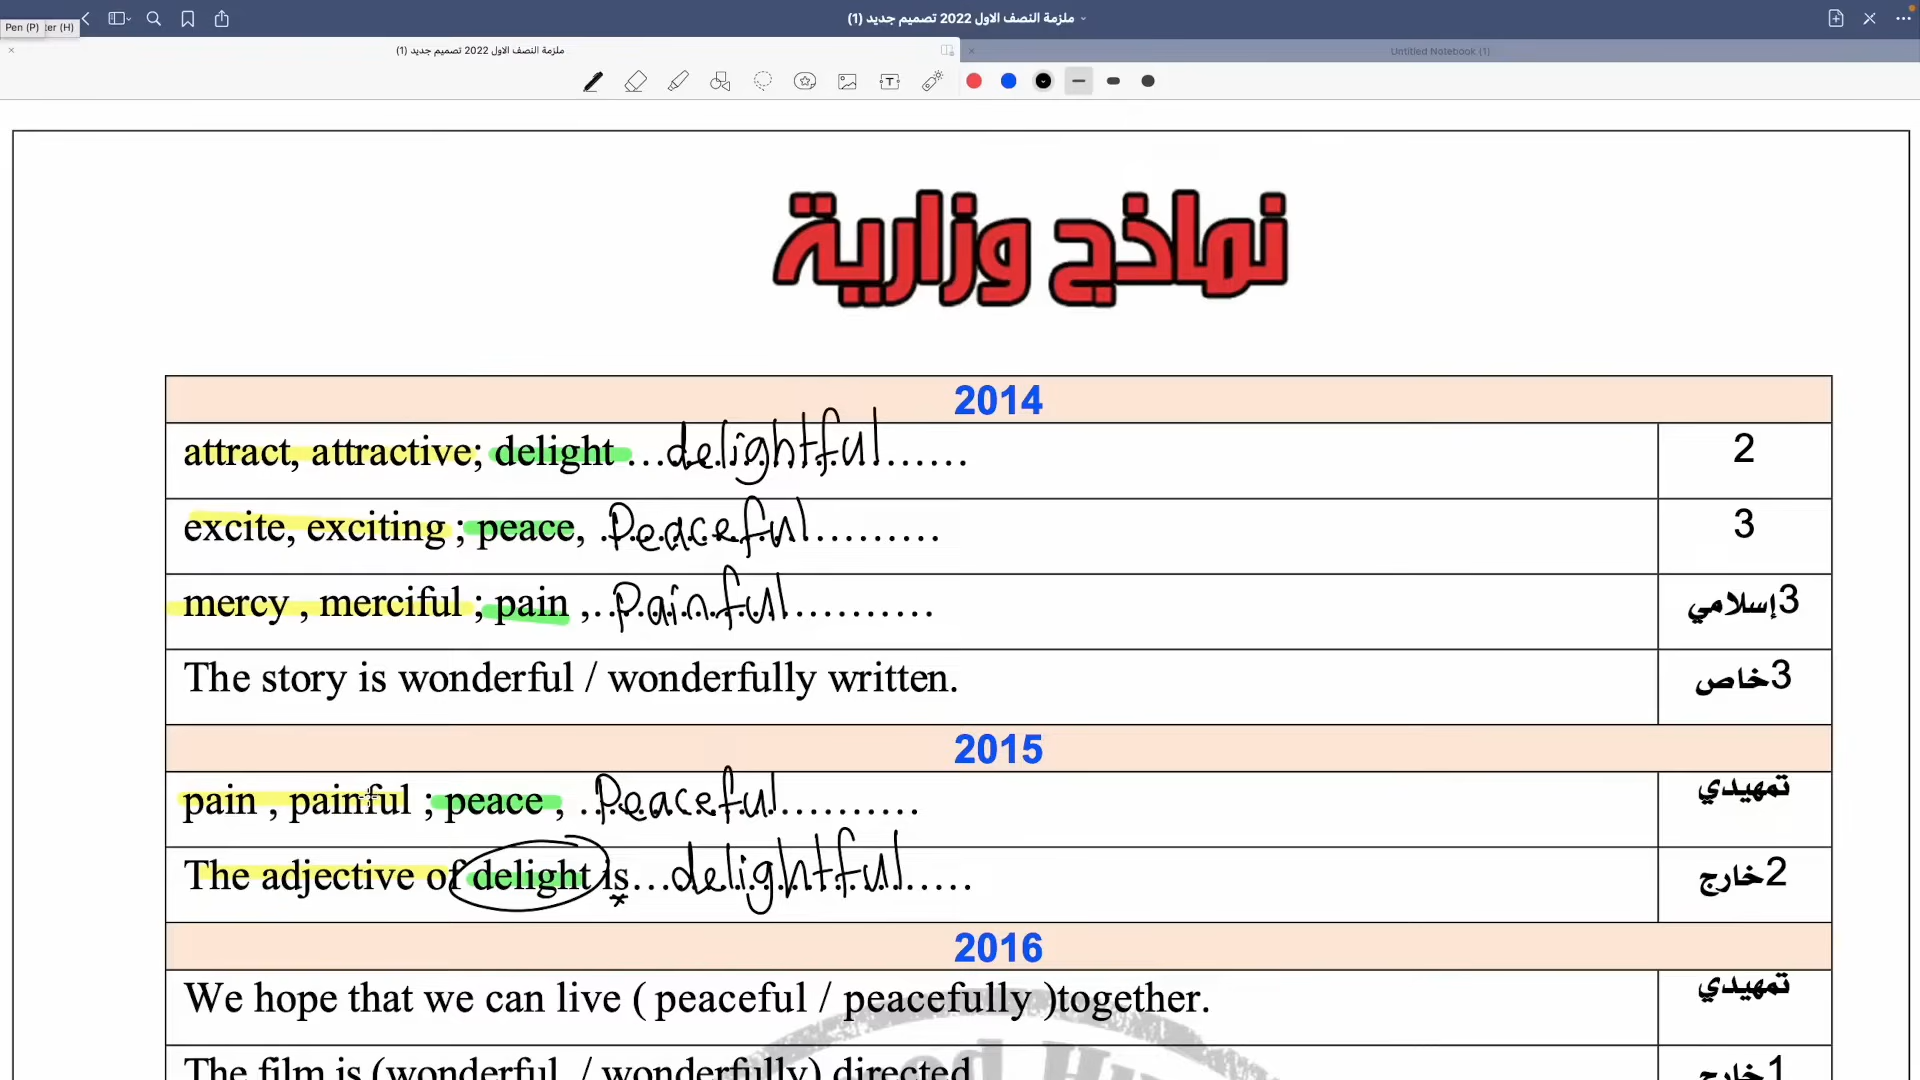 ملزمة النصف الاول 2022 تصميم جديد (1)
Pen (P) ter (H)
ملزمة النصف الاول 2022 تصميم جديد (1)
Untitled Notebook (1)
نماذج وزارية
2014
attract, attractive; delight ...delightful......
2
excite, exciting ; peace, .Peaceful.........
3
mercy , merciful ; pain ,..Painful..........
3إسلامي
The story is wonderful / wonderfully written.
3خاص
2015
pain , painful ; peace , ..Peaceful..........
تمهيدي
The adjective of delight is...delightful.....
2خارج
2016
We hope that we can live ( peaceful / peacefully )together.
تمهيدي
The film is (wonderful / wonderfully) directed
1خارج